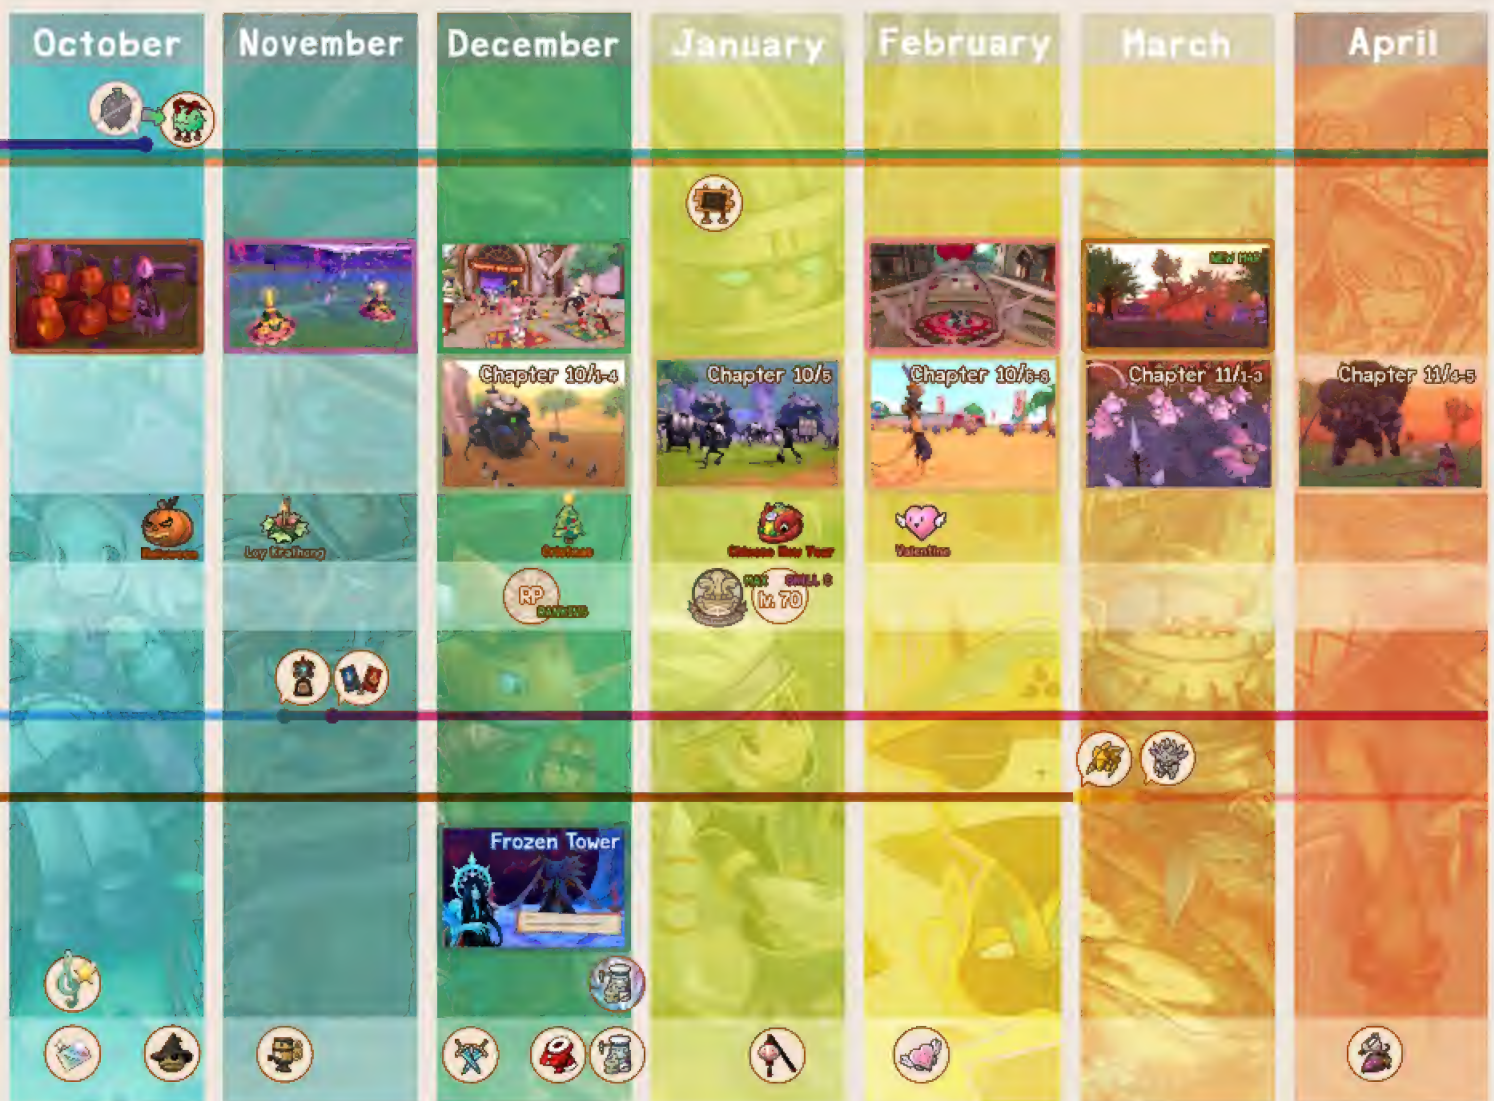 October November December January February March April
NEW MAP
Chapter 10/1-4 Chapter 10/5 Chapter 10/6-8 Chapter 11/1-3 Chapter 11/4-5
Halloween Loy Krathong Cristmas Chinese New Year Valentine
RP RANKING MAX SKILL lv. 70
Frozen Tower